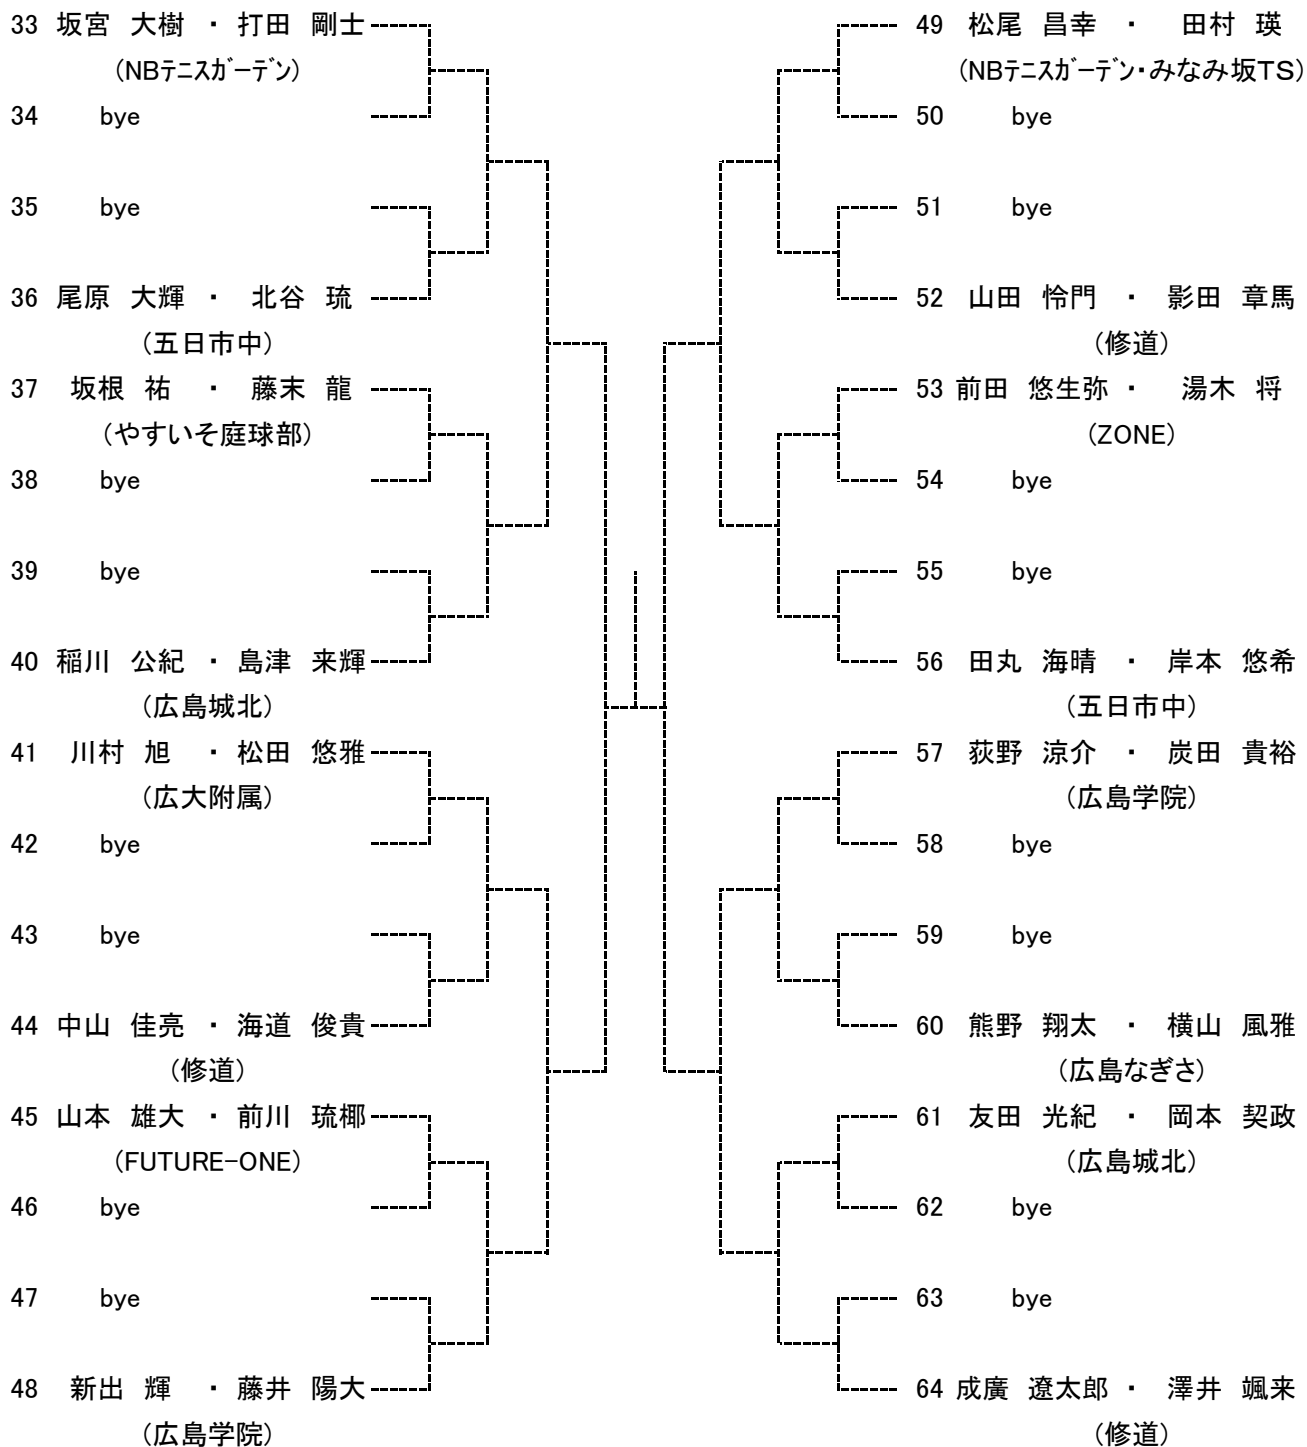 33 坂宮 大樹 ・ 打田 剛士
(NBテニスガーデン)
34 bye
35 bye
36 尾原 大輝 ・ 北谷 琉
(五日市中)
37 坂根 祐 ・ 藤末 龍
(やすいそ庭球部)
38 bye
39 bye
40 稲川 公紀 ・ 島津 来輝
(広島城北)
41 川村 旭 ・ 松田 悠雅
(広大附属)
42 bye
43 bye
44 中山 佳亮 ・ 海道 俊貴
(修道)
45 山本 雄大 ・ 前川 琉椰
(FUTURE-ONE)
46 bye
47 bye
48 新出 輝 ・ 藤井 陽大
(広島学院)
49 松尾 昌幸 ・ 田村 瑛
(NBテニスガーデン・みなみ坂TS)
50 bye
51 bye
52 山田 怜門 ・ 影田 章馬
(修道)
53 前田 悠生弥 ・ 湯木 将
(ZONE)
54 bye
55 bye
56 田丸 海晴 ・ 岸本 悠希
(五日市中)
57 荻野 涼介 ・ 炭田 貴裕
(広島学院)
58 bye
59 bye
60 熊野 翔太 ・ 横山 風雅
(広島なぎさ)
61 友田 光紀 ・ 岡本 契政
(広島城北)
62 bye
63 bye
64 成廣 遼太郎 ・ 澤井 颯来
(修道)